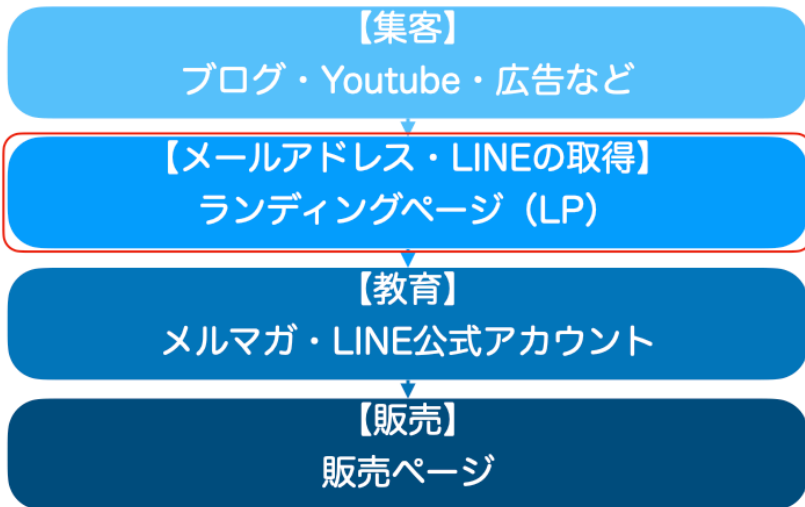 【集客】
ブログ・Youtube・広告など
【メールアドレス・LINEの取得】
ランディングページ（LP）
【教育】
メルマガ・LINE公式アカウント
【販売】
販売ページ